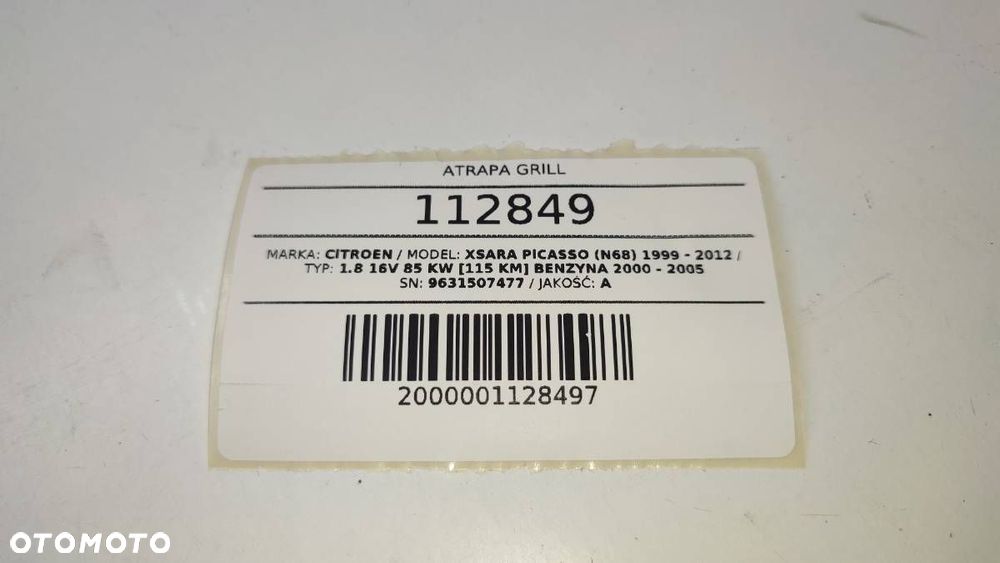 ATRAPA GRILL
112849
MARKA: CITROEN / MODEL: XSARA PICASSO (N68) 1999 - 2012 /
TYP: 1.8 16V 85 KW [115 KM] BENZYNA 2000 - 2005
SN: 9631507477 / JAKOŚĆ: A
2000001128497
OTOMOTO